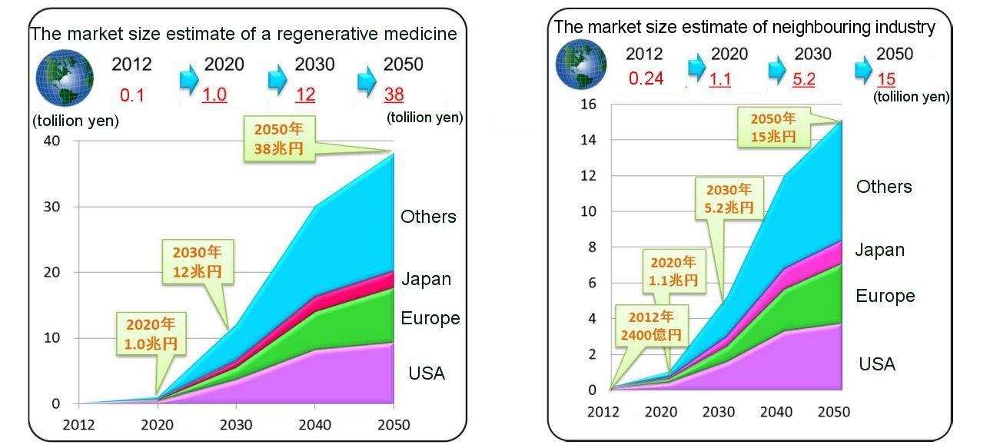 The market size estimate of a regenerative medicine
2012 2020 2030 2050
0.1 1.0 12 38
(tolilion yen) (tolilion yen)
40
30
20
10
0
2050年
38兆円
2030年
12兆円
2020年
1.0兆円
Others
Japan
Europe
USA
2012 2020 2030 2040 2050
The market size estimate of neighbouring industry
2012 2020 2030 2050
0.24 1.1 5.2 15
(tolilion yen)
16
14
12
10
8
6
4
2
0
2050年
15兆円
2030年
5.2兆円
2020年
1.1兆円
2012年
2400億円
Others
Japan
Europe
USA
2012 2020 2030 2040 2050